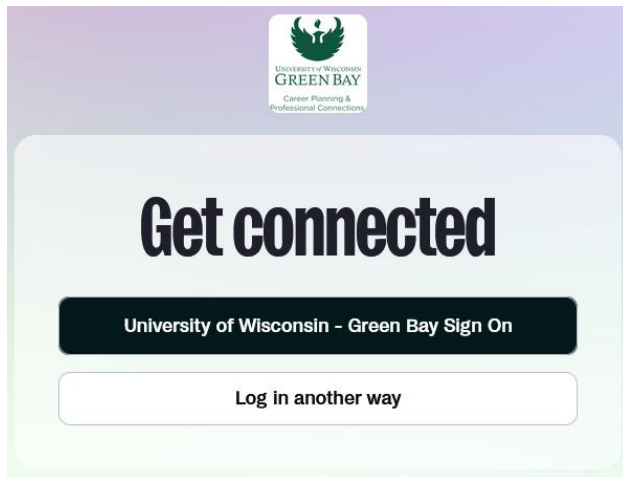 UNIVERSITY of WISCONSIN
GREEN BAY
Career Planning &
Professional Connections
Get connected
University of Wisconsin - Green Bay Sign On
Log in another way